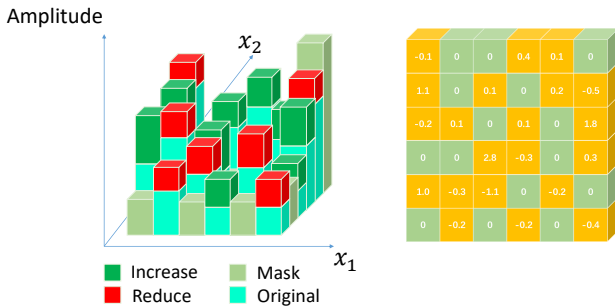 Amplitude
x₂
x₁
Increase
Mask
Reduce
Original
-0.1 0 0 0.4 0.1 0
1.1 0 0.1 0 0.2 -0.5
-0.2 0.1 0 0.1 0 1.8
0 0 2.8 -0.3 0 0.3
1.0 -0.3 -1.1 0 -0.2 0
0 -0.2 0 -0.2 0 -0.4